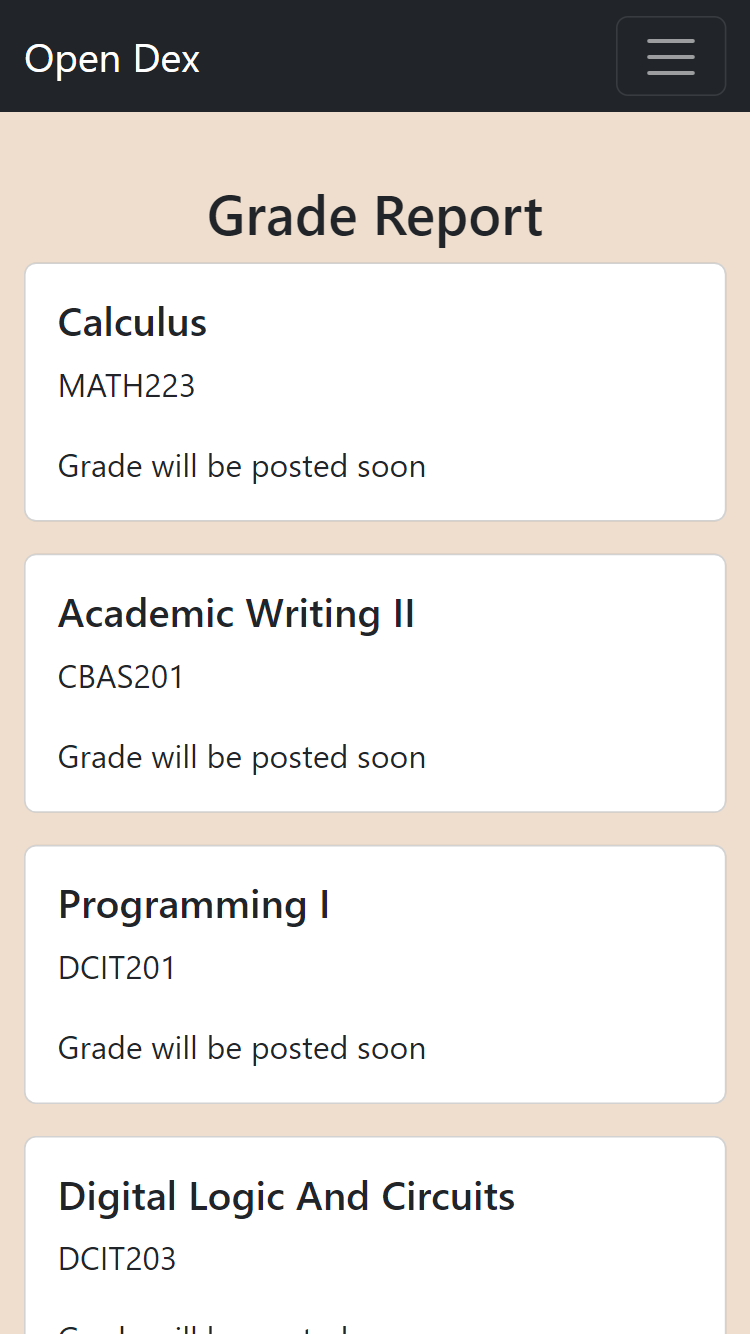 Open Dex
Grade Report
Calculus
MATH223
Grade will be posted soon
Academic Writing II
CBAS201
Grade will be posted soon
Programming I
DCIT201
Grade will be posted soon
Digital Logic And Circuits
DCIT203